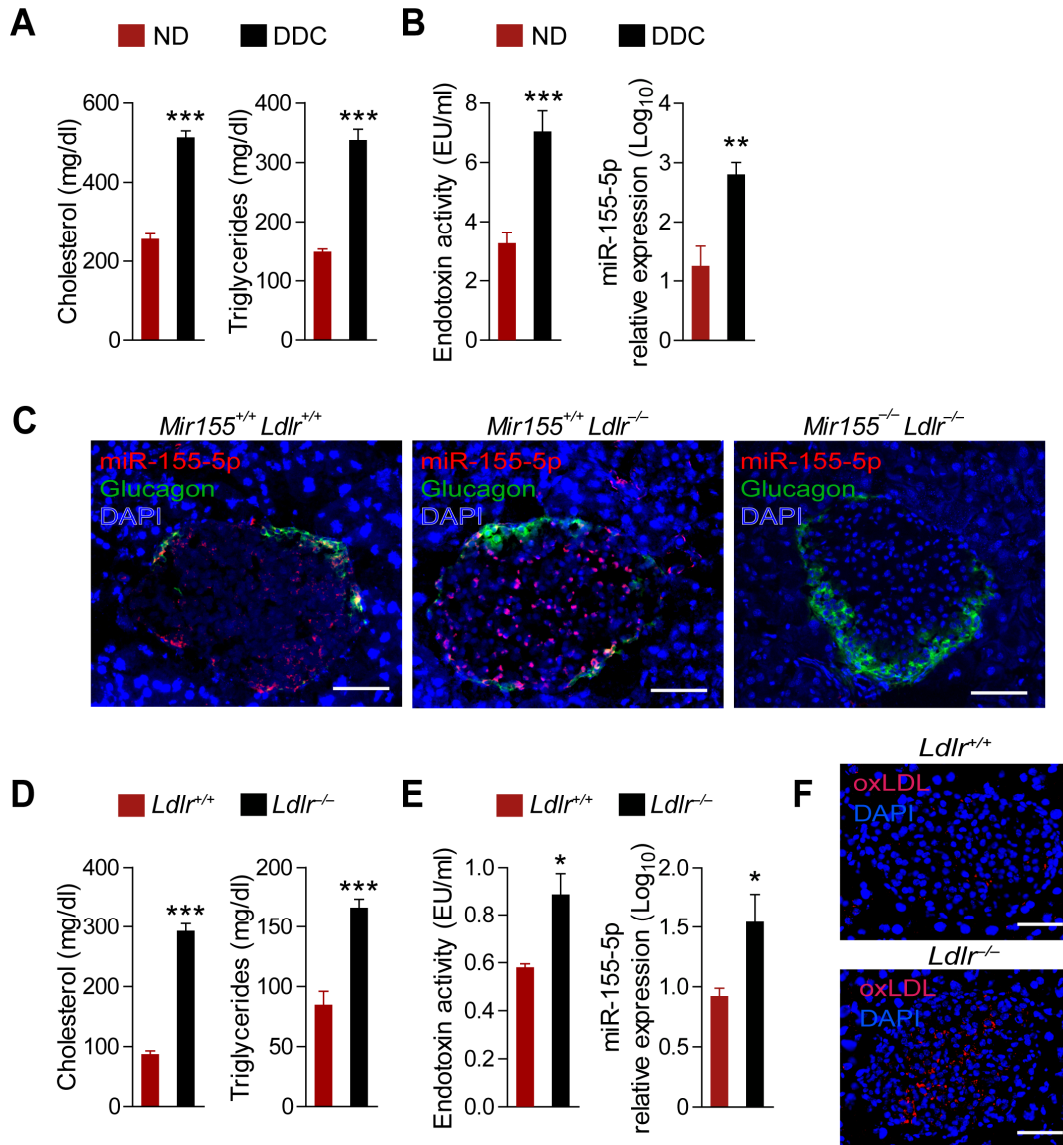 A
ND DDC
Cholesterol (mg/dl)
600
400
200
0
***
Triglycerides (mg/dl)
400
300
200
100
0
***
B
ND DDC
Endotoxin activity (EU/ml)
8
6
4
2
0
***
miR-155-5p
relative expression (Log10)
4
3
2
1
0
**
C
Mir155+/+ Ldlr+/+
miR-155-5p
Glucagon
DAPI
Mir155+/+ Ldlr–/–
miR-155-5p
Glucagon
DAPI
Mir155–/– Ldlr–/–
miR-155-5p
Glucagon
DAPI
D
Ldlr+/+ Ldlr–/–
Cholesterol (mg/dl)
400
300
200
100
0
***
Triglycerides (mg/dl)
200
150
100
50
0
***
E
Ldlr+/+ Ldlr–/–
Endotoxin activity (EU/ml)
1.0
0.8
0.6
0.4
0.2
0.0
*
miR-155-5p
relative expression (Log10)
1.0
1.5
1.0
0.5
0.0
*
F
Ldlr+/+
oxLDL
DAPI
Ldlr–/–
oxLDL
DAPI